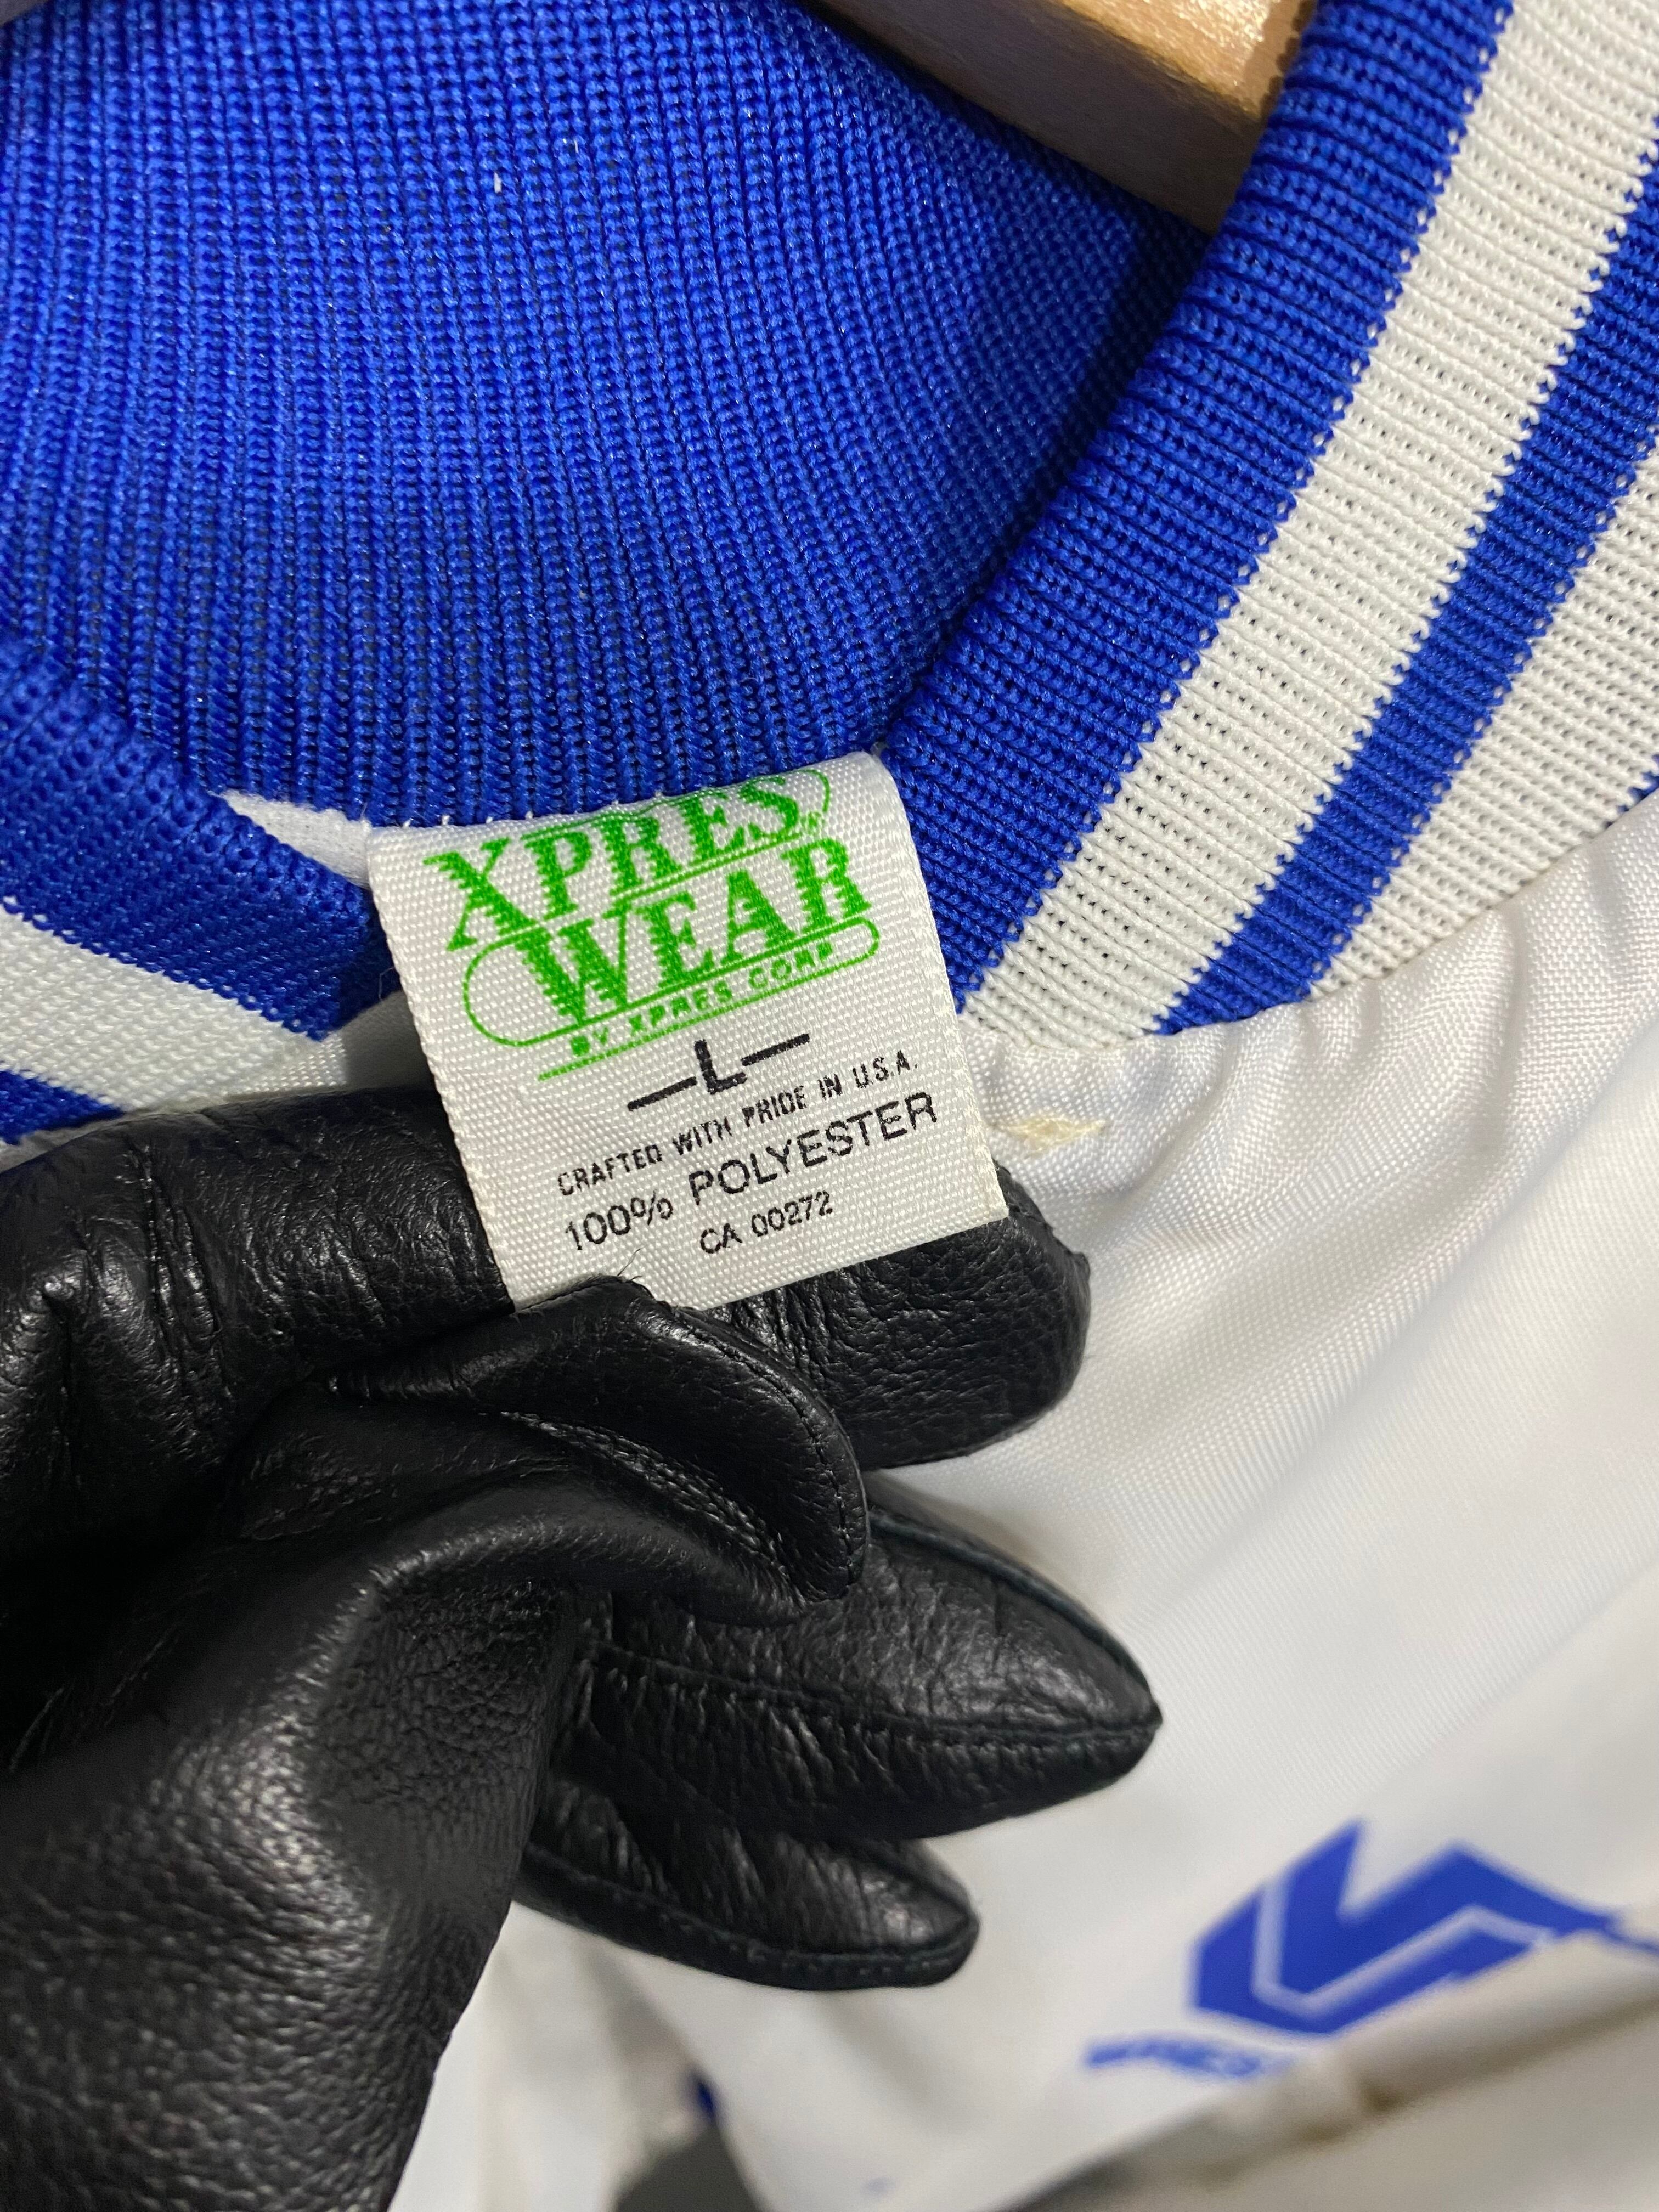 XPRES
WEAR
BY XPRES CORP
—L—
CRAFTED WITH PRIDE IN U.S.A.
100% POLYESTER
CA 00272